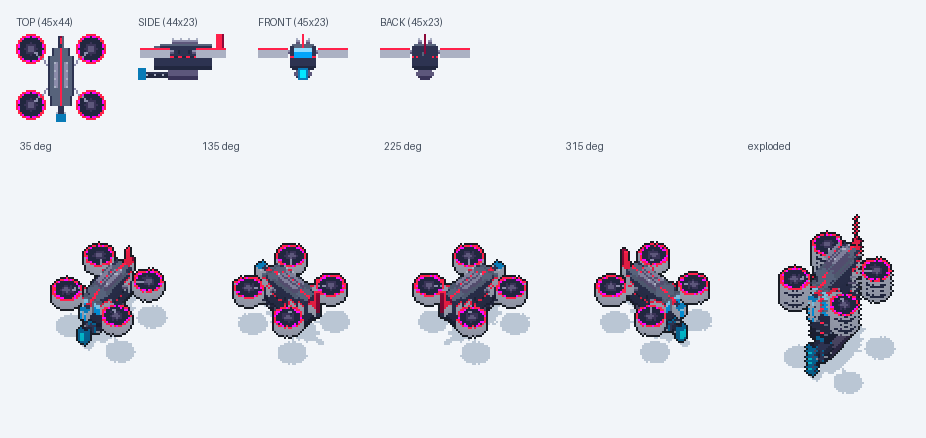 TOP (45x44) SIDE (44x23) FRONT (45x23) BACK (45x23)
35 deg 135 deg 225 deg 315 deg exploded